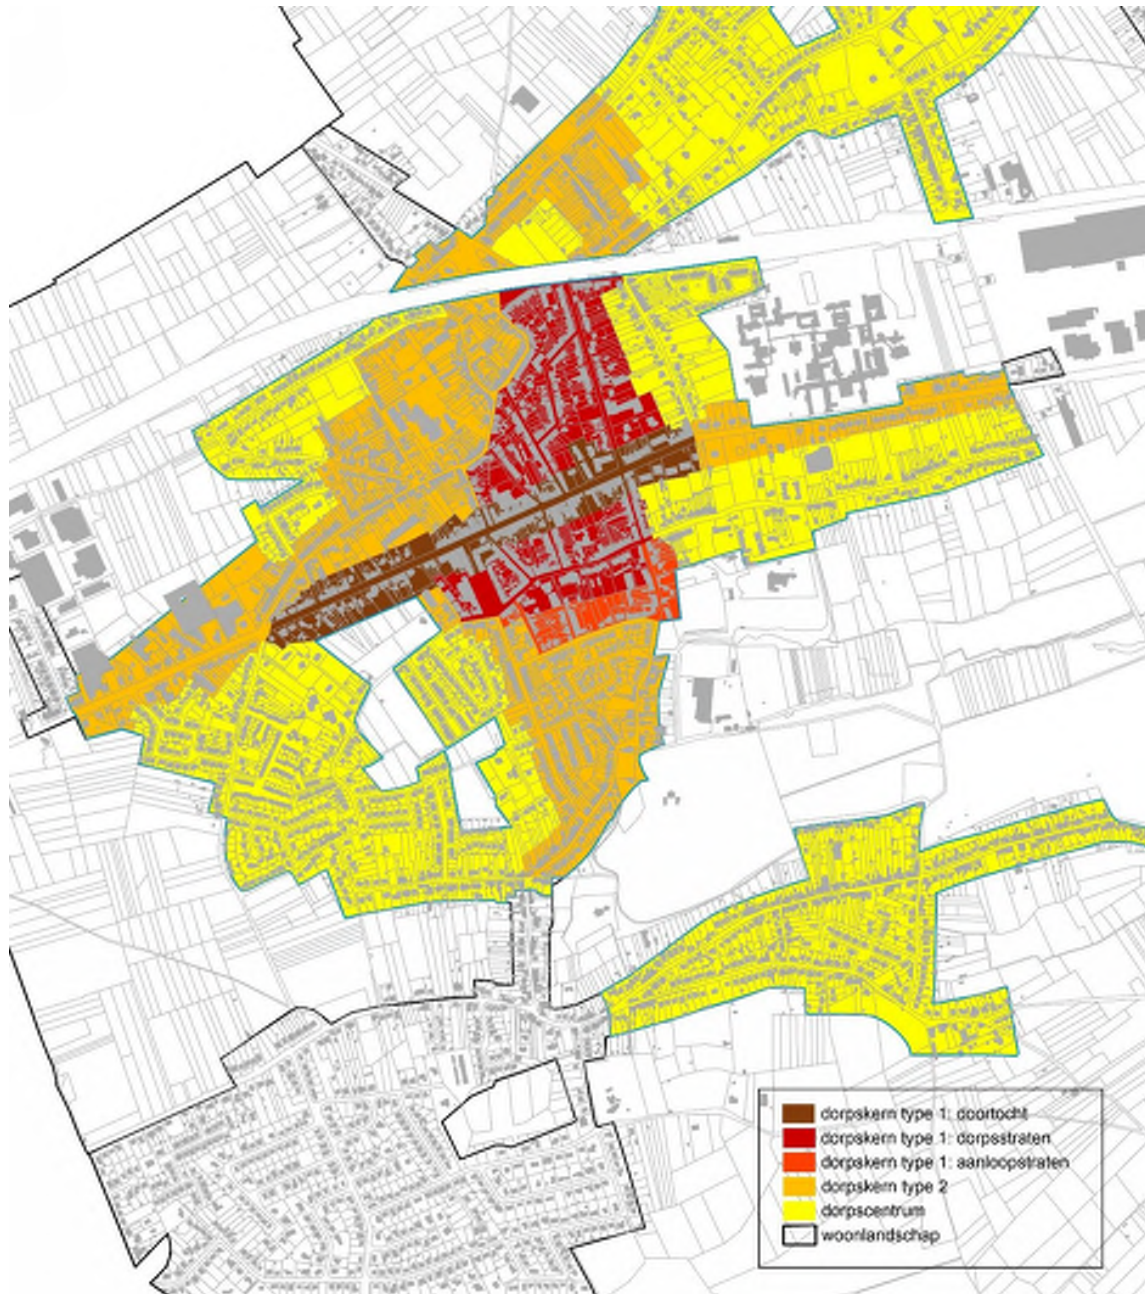 dorpskern type 1: doortocht
dorpskern type 1: dorpsstraten
dorpskern type 1: aanloopstraten
dorpskern type 2
dorpscentrum
woonlandschap